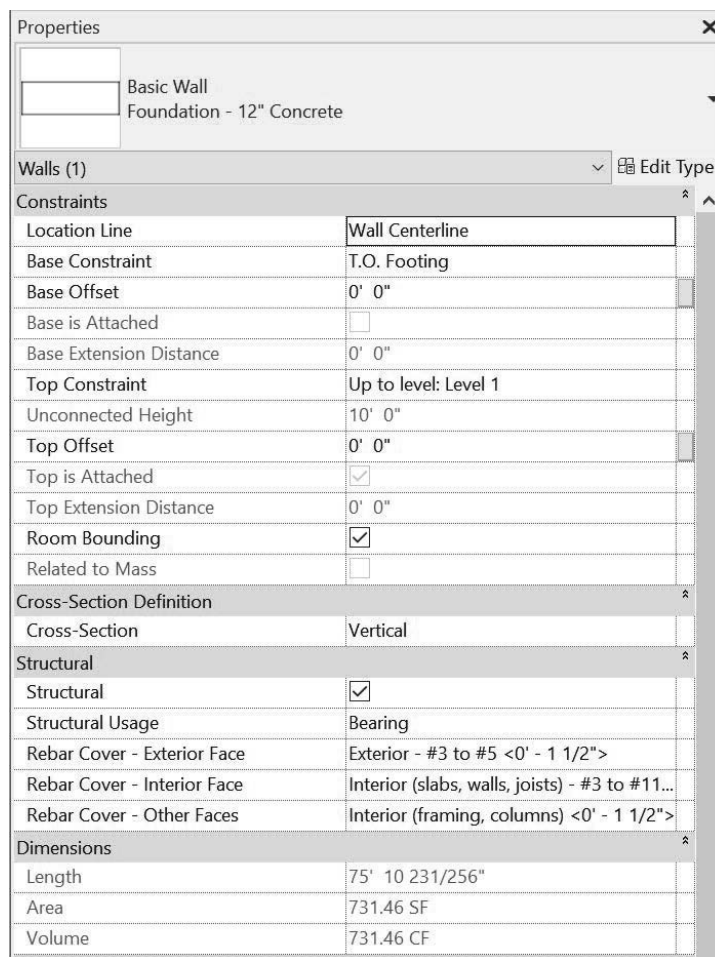 Properties
Basic Wall
Foundation - 12" Concrete
Walls (1) Edit Type
Constraints
Location Line Wall Centerline
Base Constraint T.O. Footing
Base Offset 0' 0"
Base is Attached
Base Extension Distance 0' 0"
Top Constraint Up to level: Level 1
Unconnected Height 10' 0"
Top Offset 0' 0"
Top is Attached
Top Extension Distance 0' 0"
Room Bounding
Related to Mass
Cross-Section Definition
Cross-Section Vertical
Structural
Structural
Structural Usage Bearing
Rebar Cover - Exterior Face Exterior - #3 to #5 <0' - 1 1/2">
Rebar Cover - Interior Face Interior (slabs, walls, joists) - #3 to #11...
Rebar Cover - Other Faces Interior (framing, columns) <0' - 1 1/2">
Dimensions
Length 75' 10 231/256"
Area 731.46 SF
Volume 731.46 CF